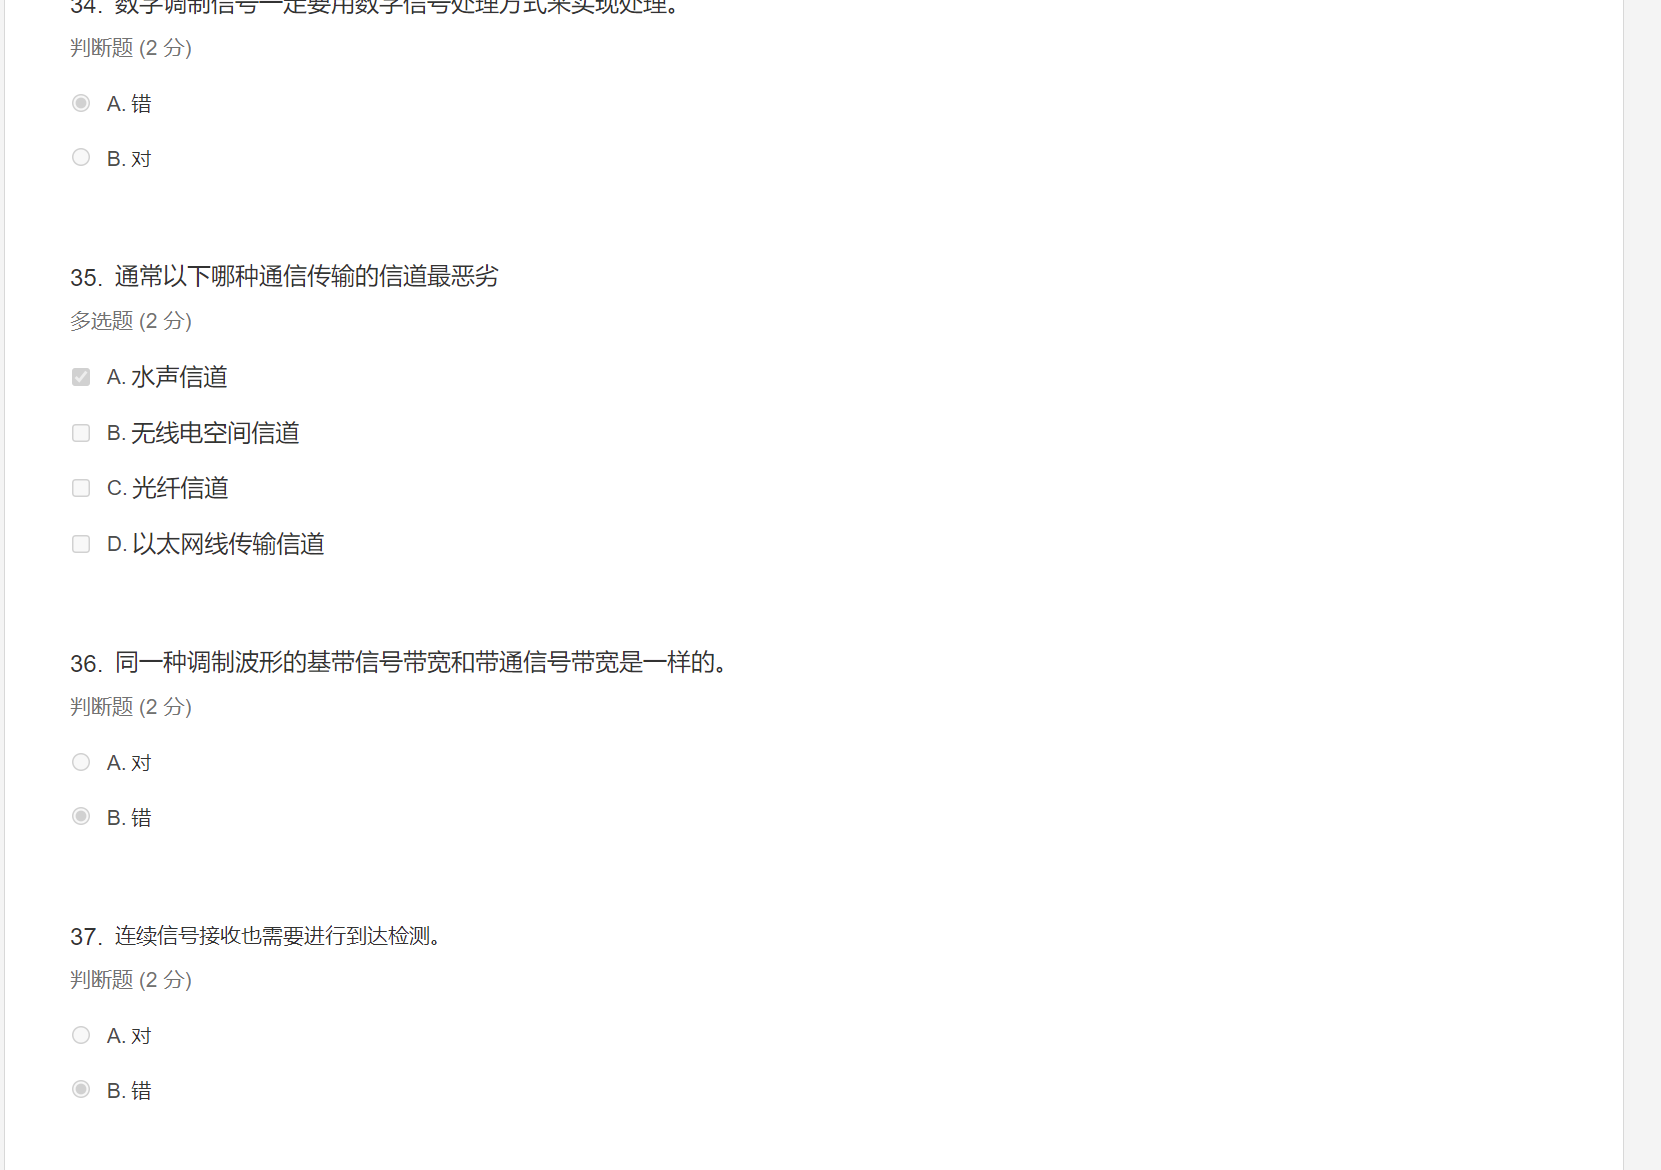 34. 数字调制信号一定要用数字信号处理方式来实现处理。
判断题 (2 分)
A. 错
B. 对
35. 通常以下哪种通信传输的信道最恶劣
多选题 (2 分)
A. 水声信道
B. 无线电空间信道
C. 光纤信道
D. 以太网线传输信道
36. 同一种调制波形的基带信号带宽和带通信号带宽是一样的。
判断题 (2 分)
A. 对
B. 错
37. 连续信号接收也需要进行到达检测。
判断题 (2 分)
A. 对
B. 错